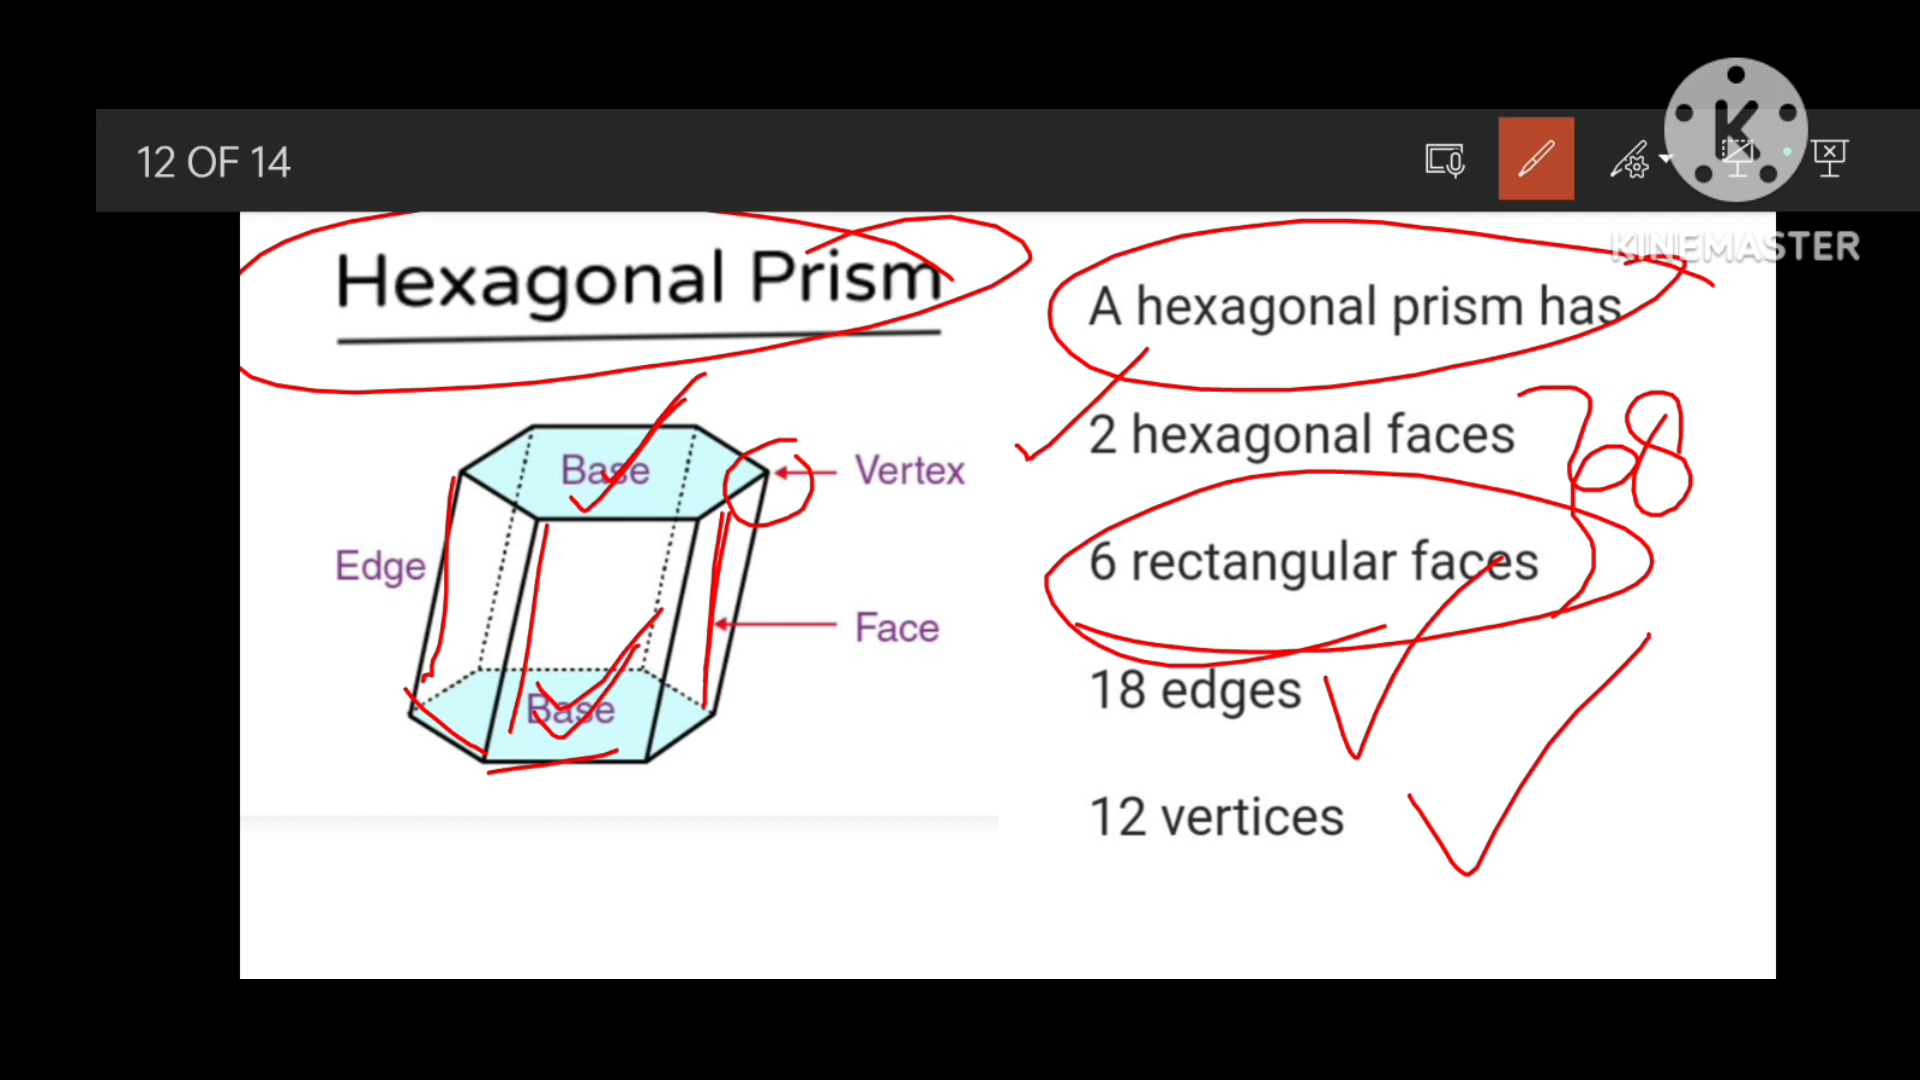 12 OF 14
K
KINEMASTER
Hexagonal Prism
A hexagonal prism has
2 hexagonal faces
8
6 rectangular faces
18 edges
12 vertices
Base
Vertex
Edge
Face
Base